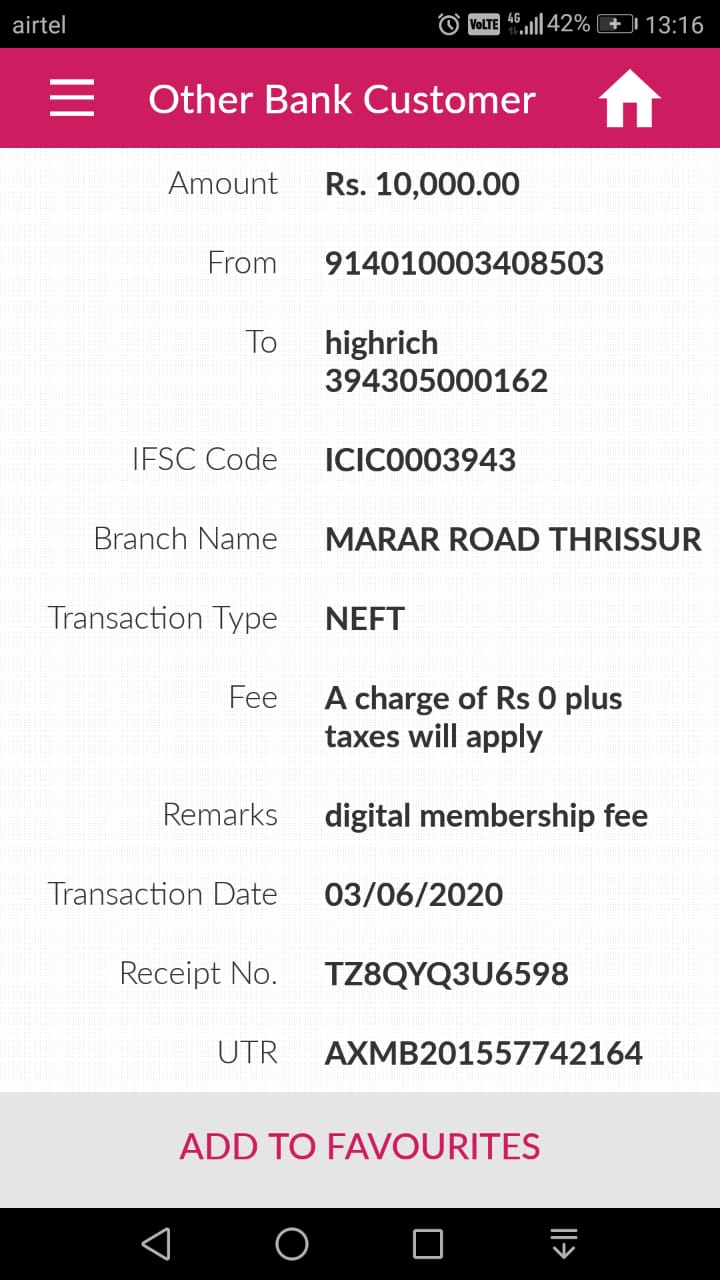 airtel VoLTE 4G 42% 13:16
Other Bank Customer
Amount Rs. 10,000.00
From 914010003408503
To highrich
394305000162
IFSC Code ICIC0003943
Branch Name MARAR ROAD THRISSUR
Transaction Type NEFT
Fee A charge of Rs 0 plus
taxes will apply
Remarks digital membership fee
Transaction Date 03/06/2020
Receipt No. TZ8QYQ3U6598
UTR AXMB201557742164
ADD TO FAVOURITES